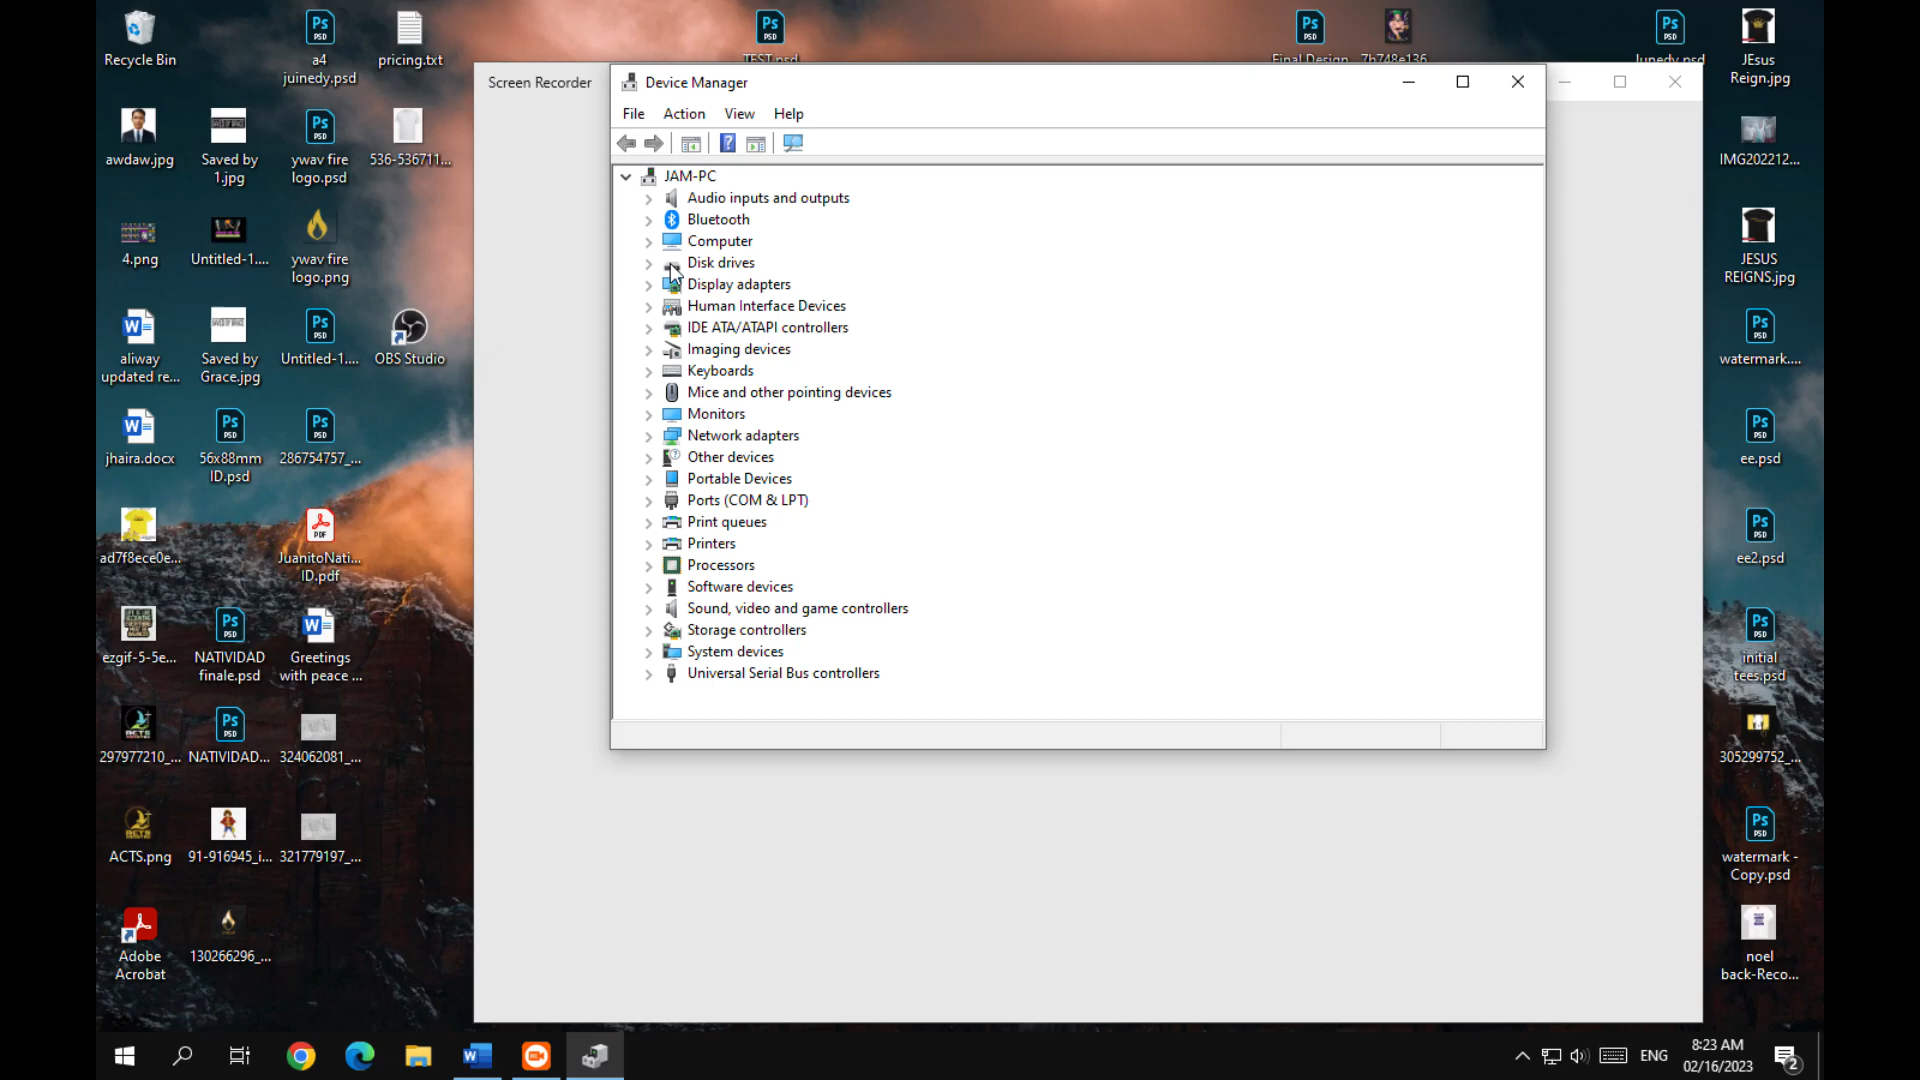 Recycle Bin
a4
juinedy.psd
pricing.txt
TEST.psd
Final Design
7b748e136
Junedy.psd
JEsus
Reign.jpg
Screen Recorder
Device Manager
File
Action
View
Help
JAM-PC
Audio inputs and outputs
Bluetooth
Computer
Disk drives
Display adapters
Human Interface Devices
IDE ATA/ATAPI controllers
Imaging devices
Keyboards
Mice and other pointing devices
Monitors
Network adapters
Other devices
Portable Devices
Ports (COM & LPT)
Print queues
Printers
Processors
Software devices
Sound, video and game controllers
Storage controllers
System devices
Universal Serial Bus controllers
awdaw.jpg
Saved by
1.jpg
ywav fire
logo.psd
536-536711...
IMG202212...
4.png
Untitled-1....
ywav fire
logo.png
JESUS
REIGNS.jpg
aliway
updated re...
Saved by
Grace.jpg
Untitled-1....
OBS Studio
watermark....
jhaira.docx
56x88mm
ID.psd
286754757_...
ee.psd
ad7f8ece0e...
JuanitoNati...
ID.pdf
ee2.psd
ezgif-5-5e...
NATIVIDAD
finale.psd
Greetings
with peace ...
initial
tees.psd
297977210_...
NATIVIDAD...
324062081_...
305299752_...
ACTS.png
91-916945_i...
321779197_...
watermark -
Copy.psd
Adobe
Acrobat
130266296_...
noel
back-Reco...
ENG
8:23 AM
02/16/2023
2